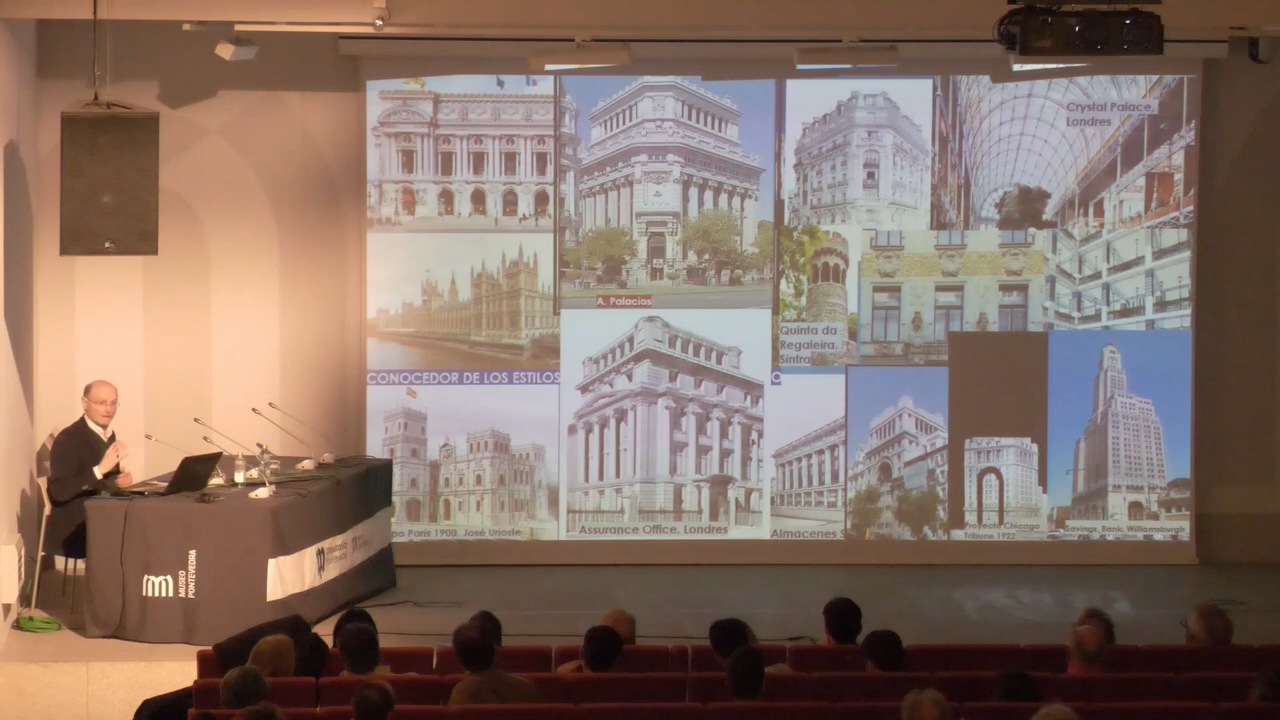 Crystal Palace,
Londres
A. Palacios
Quinta da
Regaleira.
Sintra
CONOCEDOR DE LOS ESTILOS
París 1900. José Urioste
Assurance Office, Londres
Almacenes
Proyecto Chicago
Tribune 1922
Savings Bank, Williamsburgh
MUSEO
PONTEVEDRA